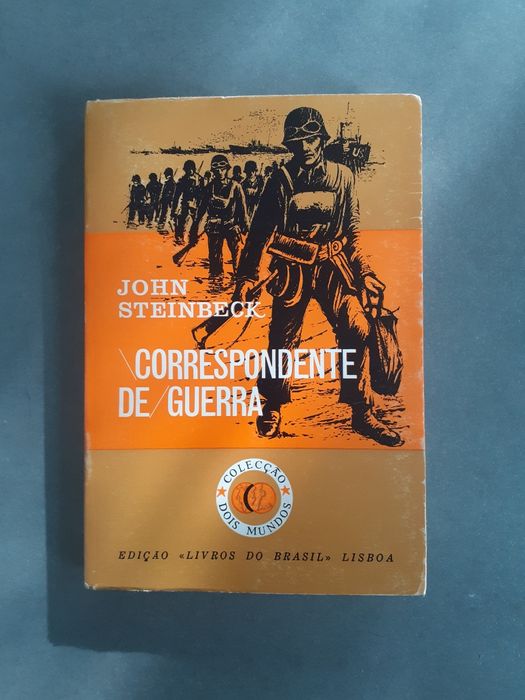 JOHN
STEINBECK
\CORRESPONDENTE
DE/GUERRA
COLECÇÃO
DOIS MUNDOS
EDIÇÃO «LIVROS DO BRASIL» LISBOA